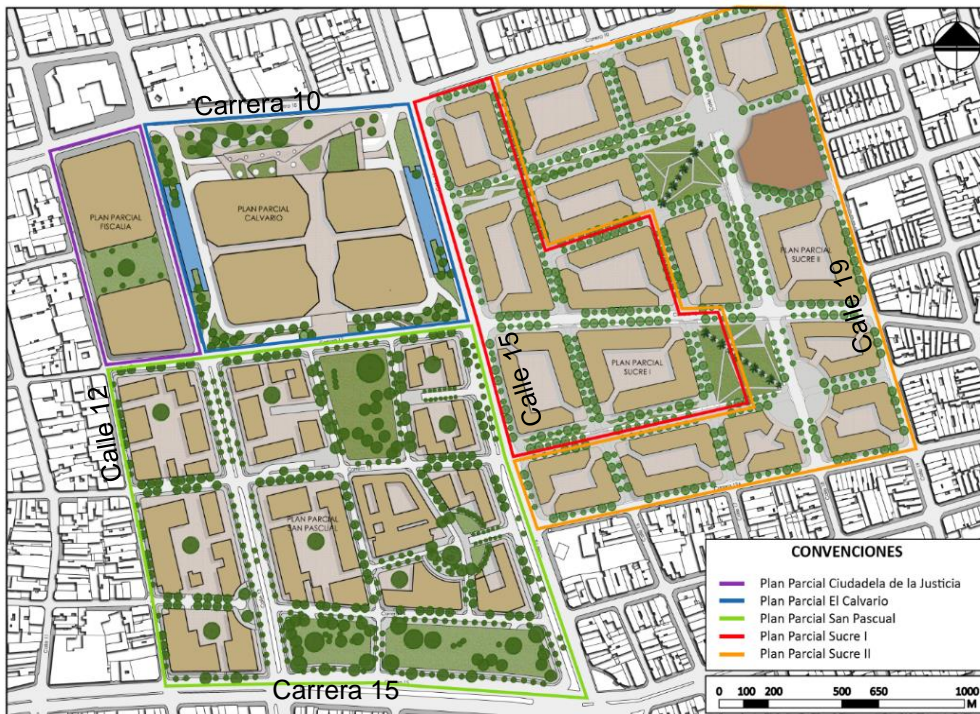 Carrera 10
Carrera 10
PLAN PARCIAL
FISCALIA
PLAN PARCIAL
CALVARIO
PLAN PARCIAL
SUCRE II
Calle 19
Calle 15
PLAN PARCIAL
SUCRE I
Calle 12
PLAN PARCIAL
SAN PASCUAL
Carrera 15
CONVENCIONES
Plan Parcial Ciudadela de la Justicia
Plan Parcial El Calvario
Plan Parcial San Pascual
Plan Parcial Sucre I
Plan Parcial Sucre II
0 100 200 500 650 1000
M